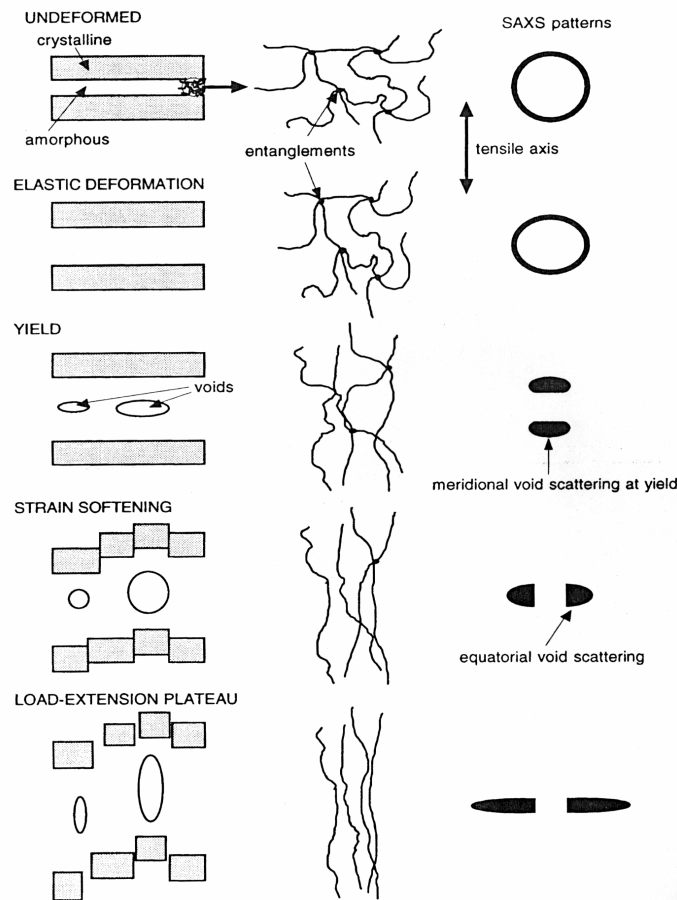 UNDEFORMED
crystalline
amorphous
entanglements
SAXS patterns
tensile axis
ELASTIC DEFORMATION
YIELD
voids
meridional void scattering at yield
STRAIN SOFTENING
equatorial void scattering
LOAD-EXTENSION PLATEAU